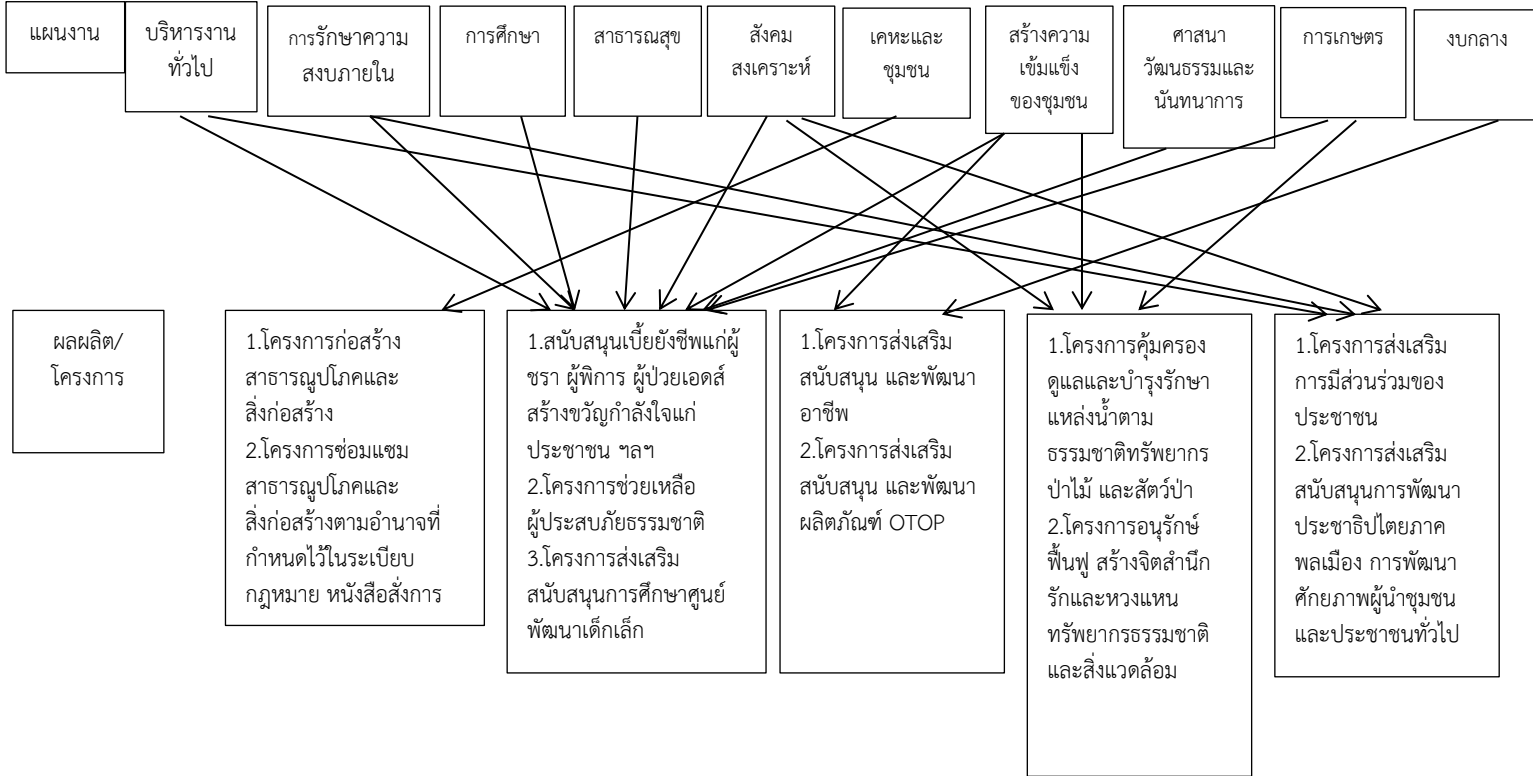 แผนงาน
บริหารงาน
ทั่วไป
การรักษาความ
สงบภายใน
การศึกษา
สาธารณสุข
สังคม
สงเคราะห์
เคหะและ
ชุมชน
สร้างความ
เข้มแข็ง
ของชุมชน
ศาสนา
วัฒนธรรมและ
นันทนาการ
การเกษตร
งบกลาง
ผลผลิต/
โครงการ
1.โครงการก่อสร้าง
สาธารณูปโภคและ
สิ่งก่อสร้าง
2.โครงการซ่อมแซม
สาธารณูปโภคและ
สิ่งก่อสร้างตามอำนาจที่
กำหนดไว้ในระเบียบ
กฎหมาย หนังสือสั่งการ
1.สนับสนุนเบี้ยยังชีพแก่ผู้
ชรา ผู้พิการ ผู้ป่วยเอดส์
สร้างขวัญกำลังใจแก่
ประชาชน ฯลฯ
2.โครงการช่วยเหลือ
ผู้ประสบภัยธรรมชาติ
3.โครงการส่งเสริม
สนับสนุนการศึกษาศูนย์
พัฒนาเด็กเล็ก
1.โครงการส่งเสริม
สนับสนุน และพัฒนา
อาชีพ
2.โครงการส่งเสริม
สนับสนุน และพัฒนา
ผลิตภัณฑ์ OTOP
1.โครงการคุ้มครอง
ดูแลและบำรุงรักษา
แหล่งน้ำตาม
ธรรมชาติทรัพยากร
ป่าไม้ และสัตว์ป่า
2.โครงการอนุรักษ์
ฟื้นฟู สร้างจิตสำนึก
รักและหวงแหน
ทรัพยากรธรรมชาติ
และสิ่งแวดล้อม
1.โครงการส่งเสริม
การมีส่วนร่วมของ
ประชาชน
2.โครงการส่งเสริม
สนับสนุนการพัฒนา
ประชาธิปไตยภาค
พลเมือง การพัฒนา
ศักยภาพผู้นำชุมชน
และประชาชนทั่วไป